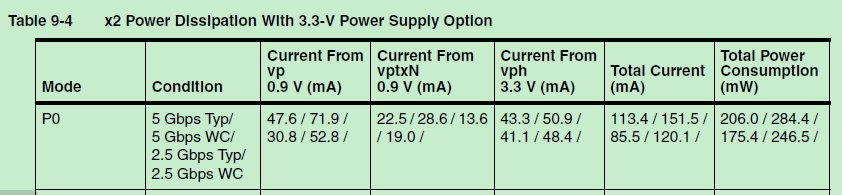 Table 9-4 x2 Power Dissipation With 3.3-V Power Supply Option
Mode
Condition
Current From
vp
0.9 V (mA)
Current From
vptxN
0.9 V (mA)
Current From
vph
3.3 V (mA)
Total Current
(mA)
Total Power
Consumption
(mW)
P0
5 Gbps Typ/
5 Gbps WC/
2.5 Gbps Typ/
2.5 Gbps WC
47.6 / 71.9 /
30.8 / 52.8 /
22.5 / 28.6 / 13.6
/ 19.0 /
43.3 / 50.9 /
41.1 / 48.4 /
113.4 / 151.5 /
85.5 / 120.1 /
206.0 / 284.4 /
175.4 / 246.5 /